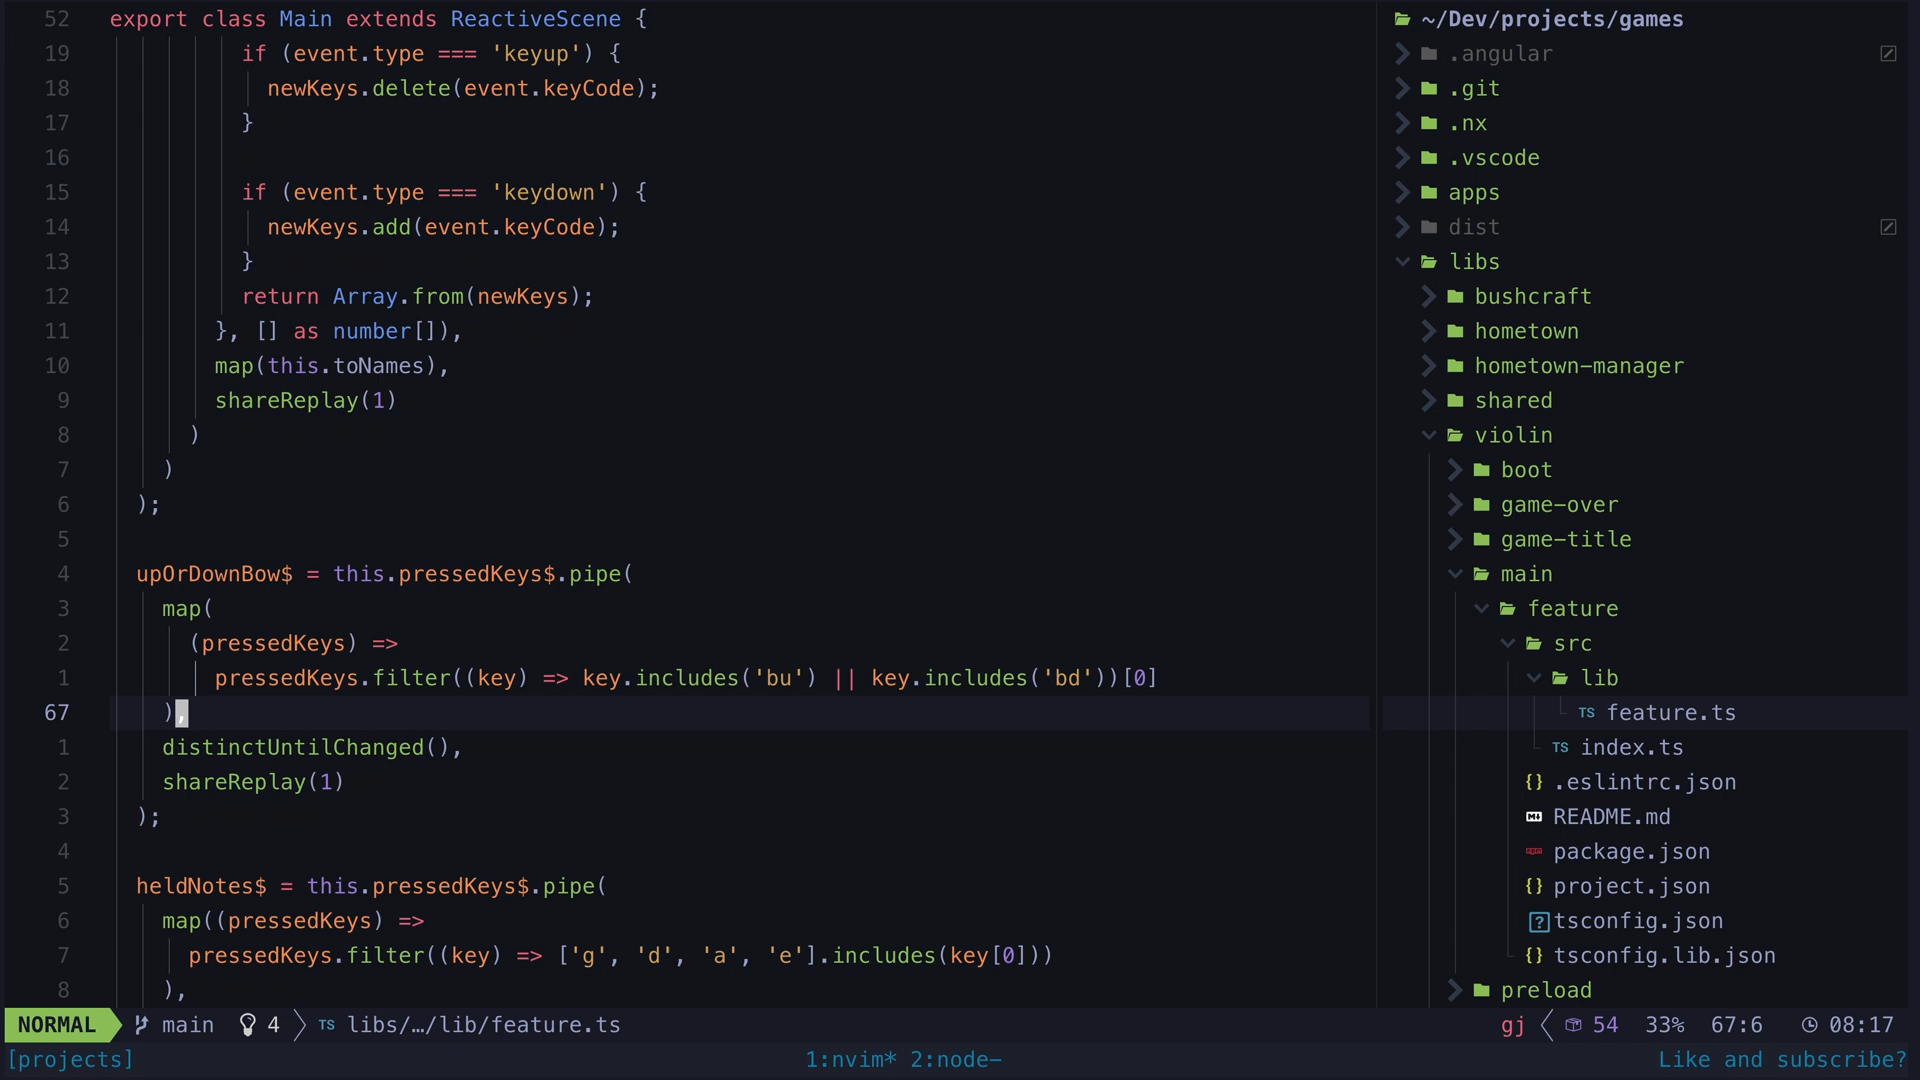 52 export class Main extends ReactiveScene {
19 if (event.type === 'keyup') {
18 newKeys.delete(event.keyCode);
17 }
16
15 if (event.type === 'keydown') {
14 newKeys.add(event.keyCode);
13 }
12 return Array.from(newKeys);
11 }, [] as number[]),
10 map(this.toNames),
9 shareReplay(1)
8 )
7 )
6 );
5
4 upOrDownBow$ = this.pressedKeys$.pipe(
3 map(
2 (pressedKeys) =>
1 pressedKeys.filter((key) => key.includes('bu') || key.includes('bd'))[0]
67 ),
1 distinctUntilChanged(),
2 shareReplay(1)
3 );
4
5 heldNotes$ = this.pressedKeys$.pipe(
6 map((pressedKeys) =>
7 pressedKeys.filter((key) => ['g', 'd', 'a', 'e'].includes(key[0]))
8 ),
~/Dev/projects/games
.angular
.git
.nx
.vscode
apps
dist
libs
bushcraft
hometown
hometown-manager
shared
violin
boot
game-over
game-title
main
feature
src
lib
TS feature.ts
TS index.ts
{} .eslintrc.json
README.md
package.json
{} project.json
? tsconfig.json
{} tsconfig.lib.json
preload
NORMAL main 4 TS libs/…/lib/feature.ts gj 54 33% 67:6 08:17
[projects] 1:nvim* 2:node- Like and subscribe?